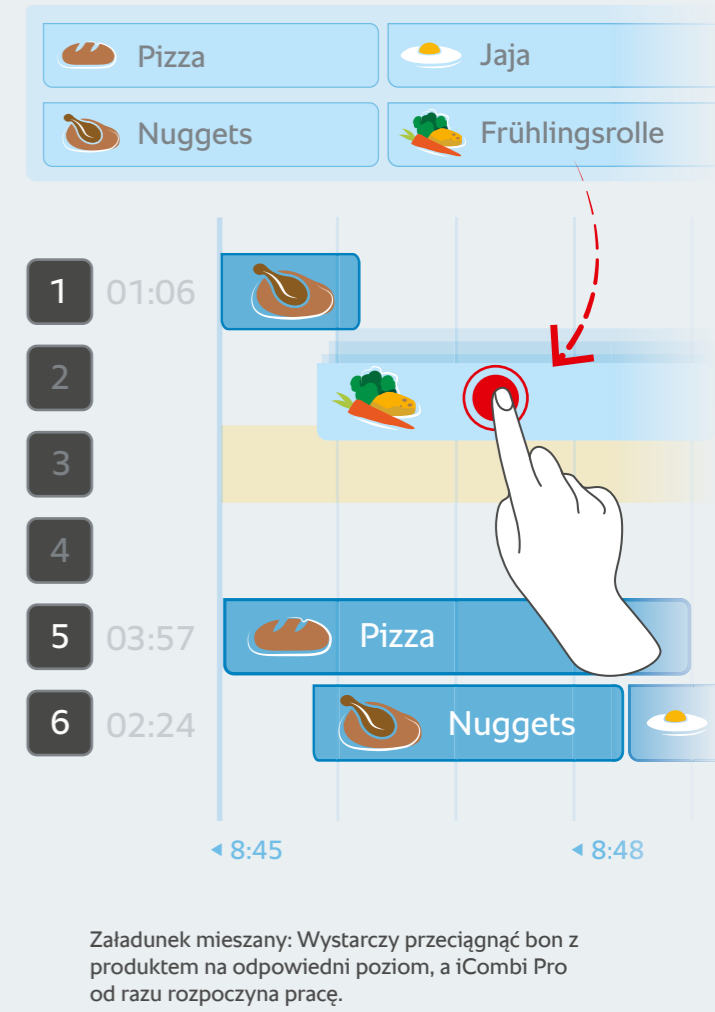 Pizza
Jaja
Nuggets
Frühlingsrolle
1 01:06
2
3
4
5 03:57 Pizza
6 02:24 Nuggets
8:45 8:48
Załadunek mieszany: Wystarczy przeciągnąć bon z
produktem na odpowiedni poziom, a iCombi Pro
od razu rozpoczyna pracę.